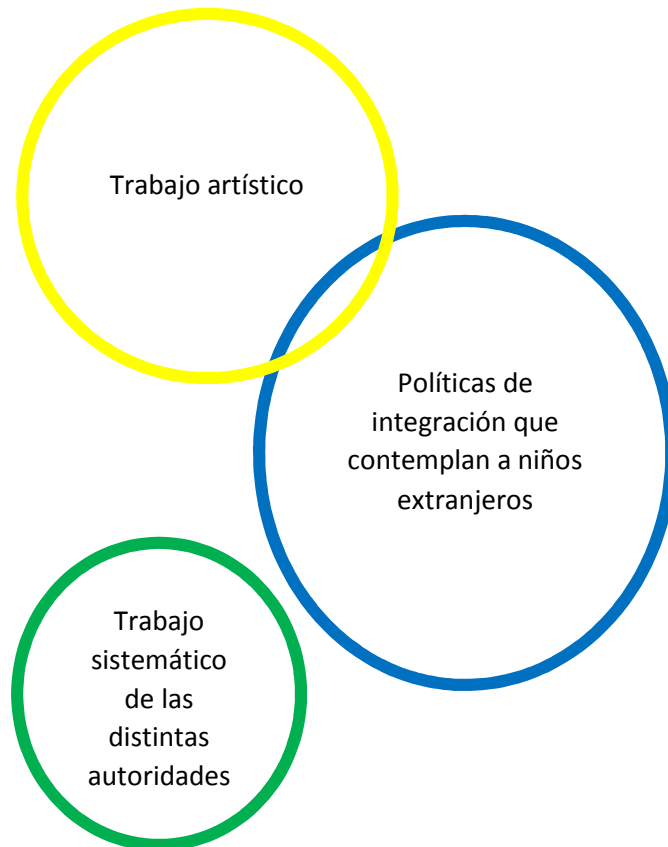 Trabajo artístico
Políticas de
integración que
contemplan a niños
extranjeros
Trabajo
sistemático
de las
distintas
autoridades